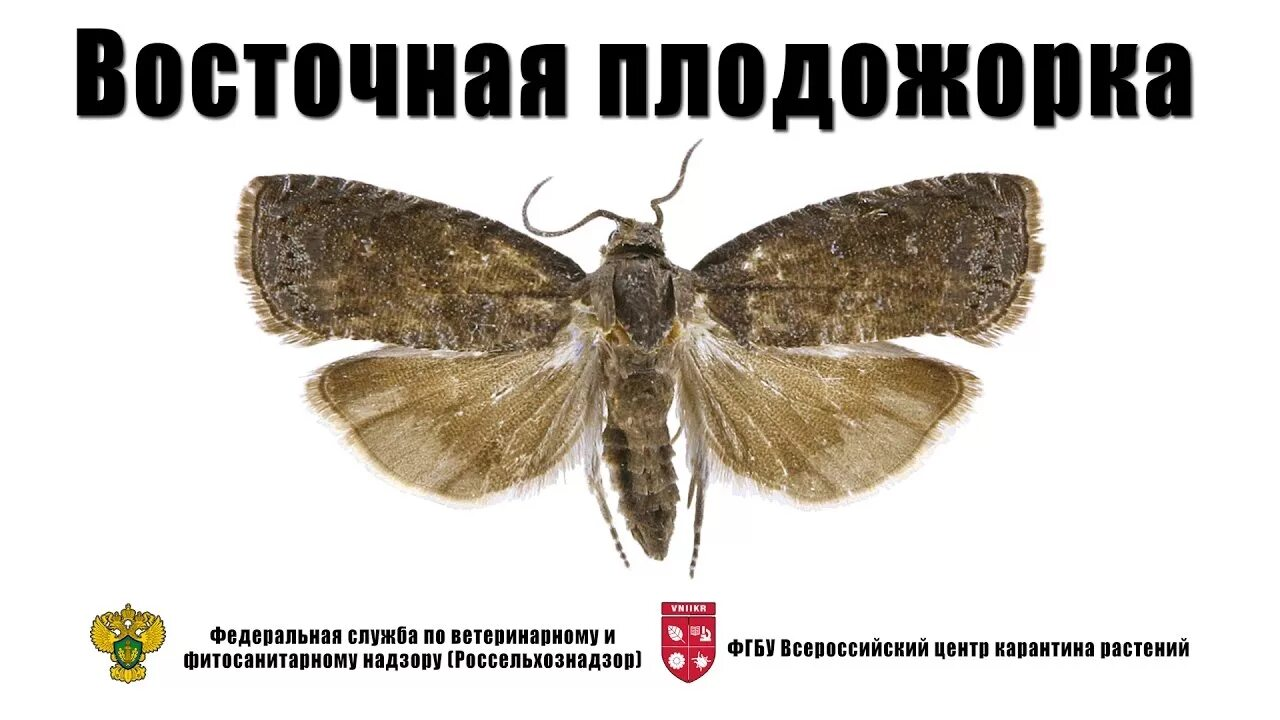 Восточная плодожорка
Федеральная служба по ветеринарному и
фитосанитарному надзору (Россельхознадзор)
VNIIKR
ФГБУ Всероссийский центр карантина растений